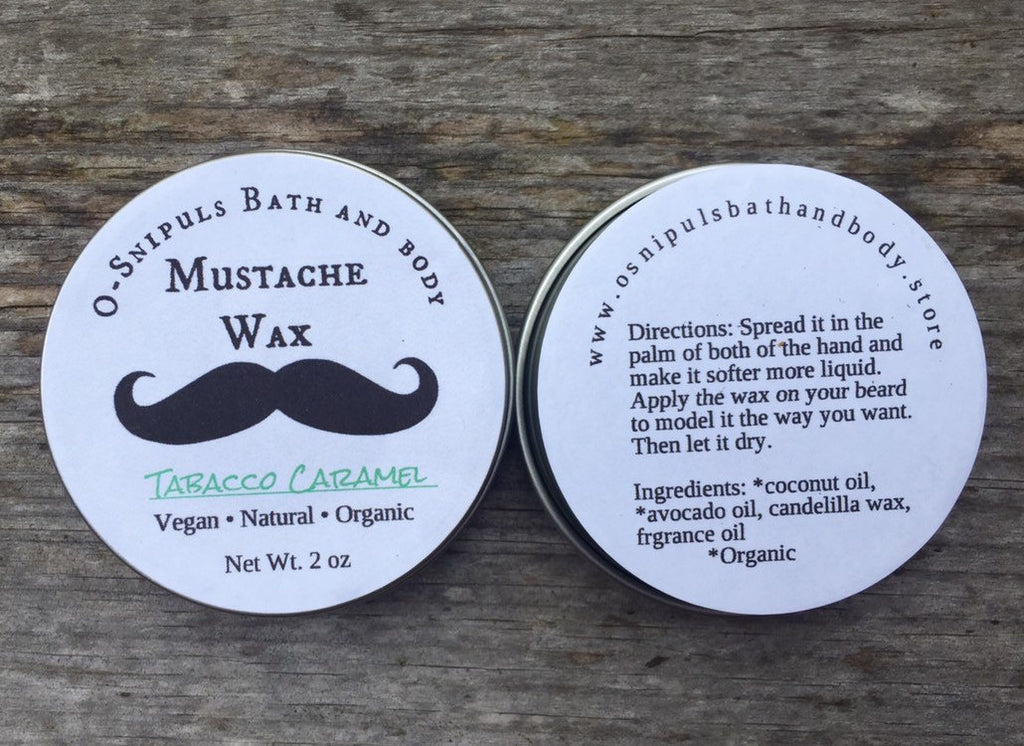 O-Snipuls Bath and body
Mustache
Wax
Tabacco Caramel
Vegan • Natural • Organic
Net Wt. 2 oz
www.osnipulsbathandbody.store
Directions: Spread it in the
palm of both of the hand and
make it softer more liquid.
Apply the wax on your beard
to model it the way you want.
Then let it dry.
Ingredients: *coconut oil,
*avocado oil, candelilla wax,
frgrance oil
*Organic